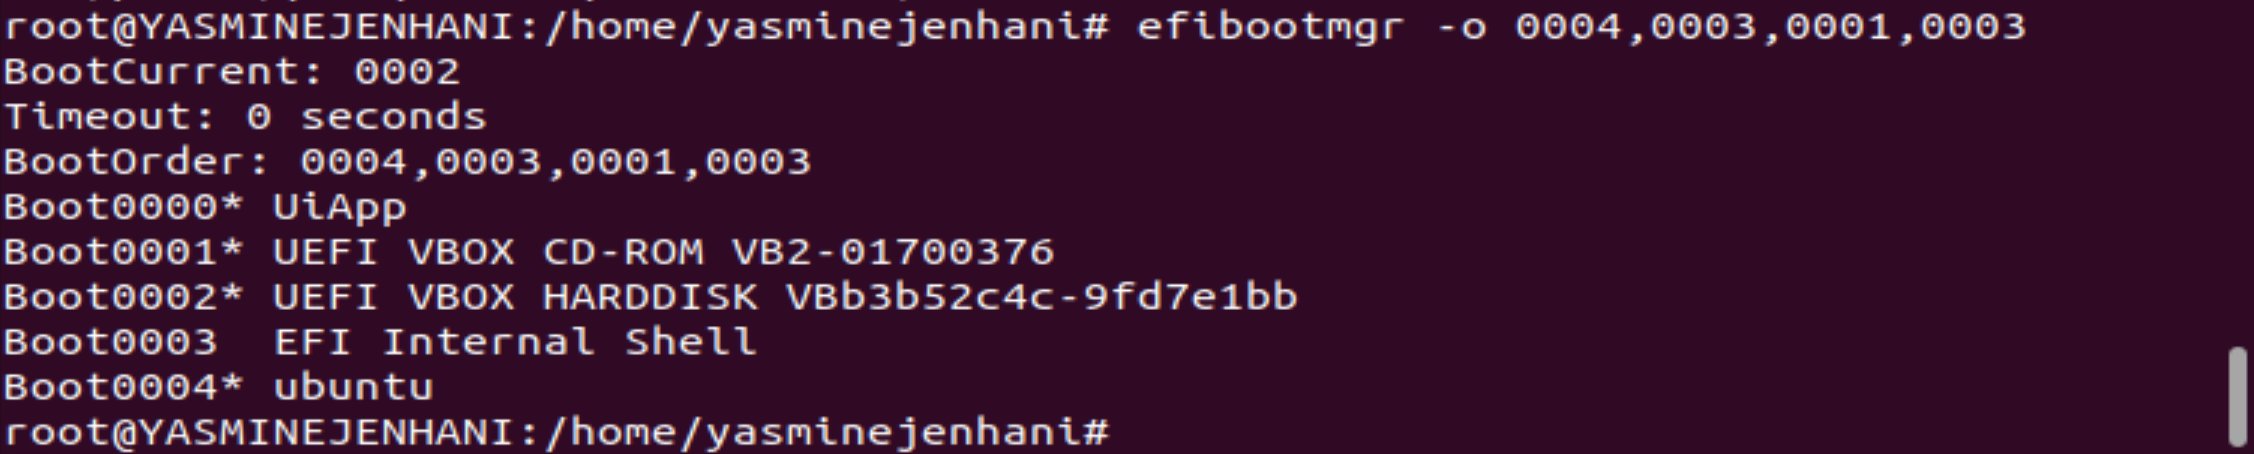 root@YASMINEJENHANI:/home/yasminejenhani# efibootmgr -o 0004,0003,0001,0003
BootCurrent: 0002
Timeout: 0 seconds
BootOrder: 0004,0003,0001,0003
Boot0000* UiApp
Boot0001* UEFI VBOX CD-ROM VB2-01700376
Boot0002* UEFI VBOX HARDDISK VBb3b52c4c-9fd7e1bb
Boot0003  EFI Internal Shell
Boot0004* ubuntu
root@YASMINEJENHANI:/home/yasminejenhani#